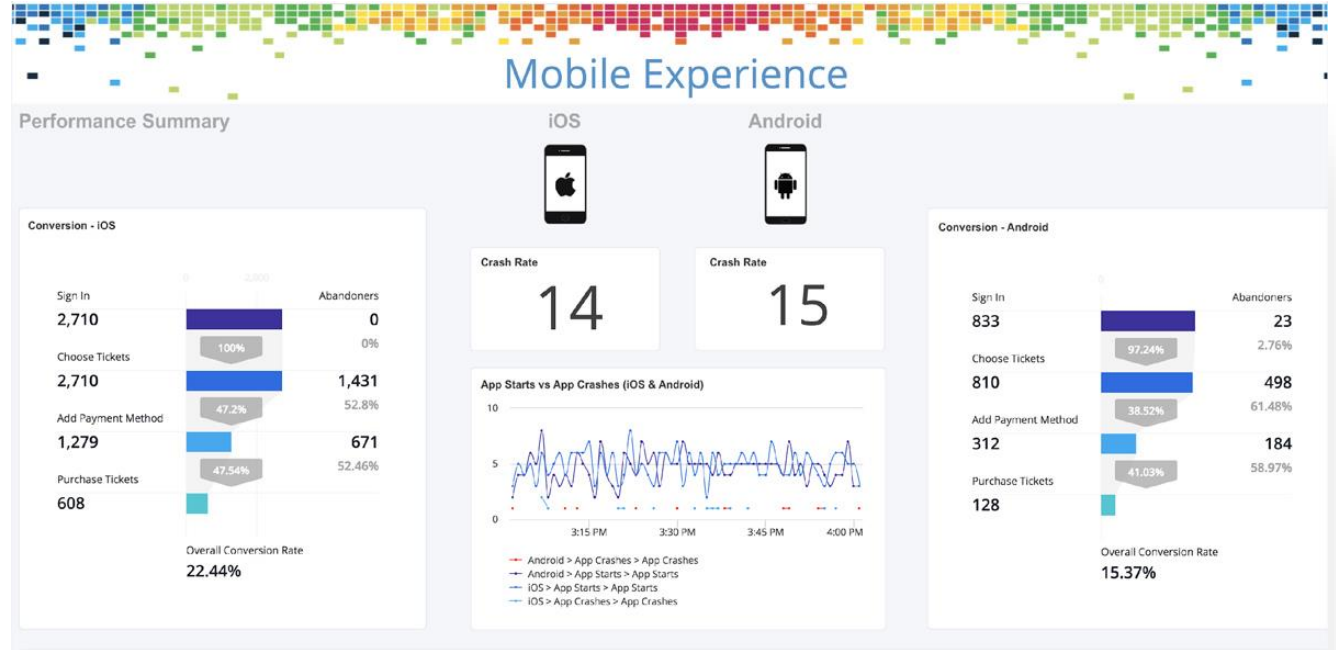 Mobile Experience
Performance Summary
iOS
Android
Conversion - iOS
0
2,000
Sign In
Abandoners
2,710
0
100%
0%
Choose Tickets
2,710
1,431
47.2%
52.8%
Add Payment Method
1,279
671
47.54%
52.46%
Purchase Tickets
608
Overall Conversion Rate
22.44%
Crash Rate
14
Crash Rate
15
App Starts vs App Crashes (iOS & Android)
10
5
0
3:15 PM
3:30 PM
3:45 PM
4:00 PM
Android > App Crashes > App Crashes
Android > App Starts > App Starts
iOS > App Starts > App Starts
iOS > App Crashes > App Crashes
Conversion - Android
0
Sign In
Abandoners
833
23
97.24%
2.76%
Choose Tickets
810
498
38.52%
61.48%
Add Payment Method
312
184
41.03%
58.97%
Purchase Tickets
128
Overall Conversion Rate
15.37%